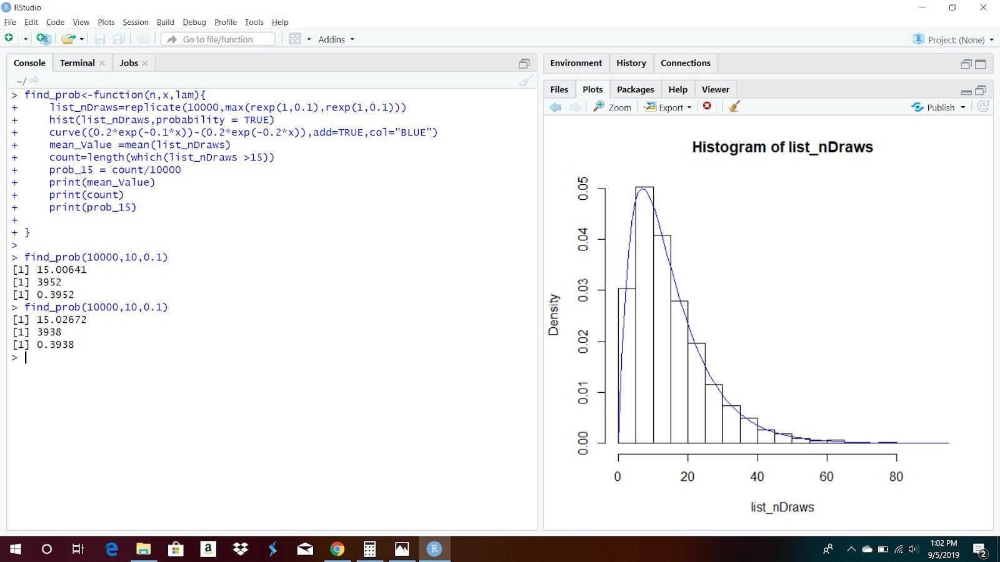 RStudio
File Edit Code View Plots Session Build Debug Profile Tools Help
Go to file/function
Addins
Project: (None)
Console Terminal Jobs
~/
> find_prob<-function(n,x,lam){
+     list_nDraws=replicate(10000,max(rexp(1,0.1),rexp(1,0.1)))
+     hist(list_nDraws,probability = TRUE)
+     curve((0.2*exp(-0.1*x))-(0.2*exp(-0.2*x)),add=TRUE,col="BLUE")
+     mean_Value =mean(list_nDraws)
+     count=length(which(list_nDraws >15))
+     prob_15 = count/10000
+     print(mean_Value)
+     print(count)
+     print(prob_15)
+
+ }
>
> find_prob(10000,10,0.1)
[1] 15.00641
[1] 3952
[1] 0.3952
> find_prob(10000,10,0.1)
[1] 15.02672
[1] 3938
[1] 0.3938
>
Environment History Connections
Files Plots Packages Help Viewer
Zoom Export Publish
Histogram of list_nDraws
Density
0.05
0.04
0.03
0.02
0.01
0.00
0 20 40 60 80
list_nDraws
1:02 PM
9/5/2019
2